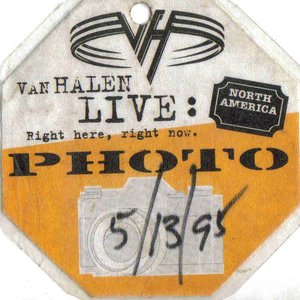 VH
VAN HALEN
LIVE:
NORTH
AMERICA
Right here, right now.
PHOTO
5/13/95